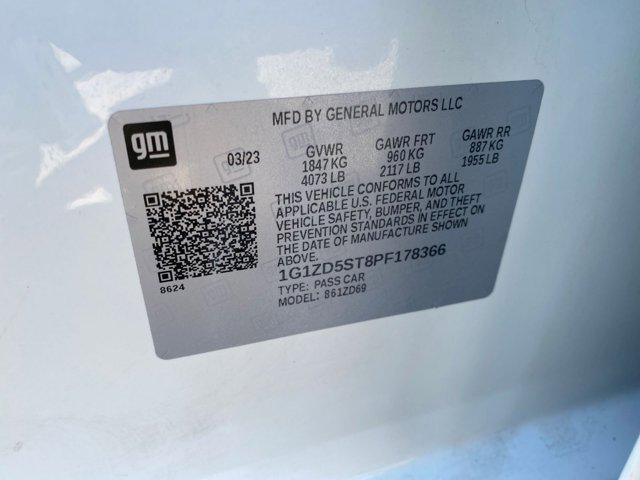 MFD BY GENERAL MOTORS LLC
gm
03/23
GVWR GAWR FRT GAWR RR
1847 KG 960 KG 887 KG
4073 LB 2117 LB 1955 LB
THIS VEHICLE CONFORMS TO ALL
APPLICABLE U.S. FEDERAL MOTOR
VEHICLE SAFETY, BUMPER, AND THEFT
PREVENTION STANDARDS IN EFFECT ON
THE DATE OF MANUFACTURE SHOWN
ABOVE.
1G1ZD5ST8PF178366
TYPE: PASS CAR
MODEL: 861ZD69
8624